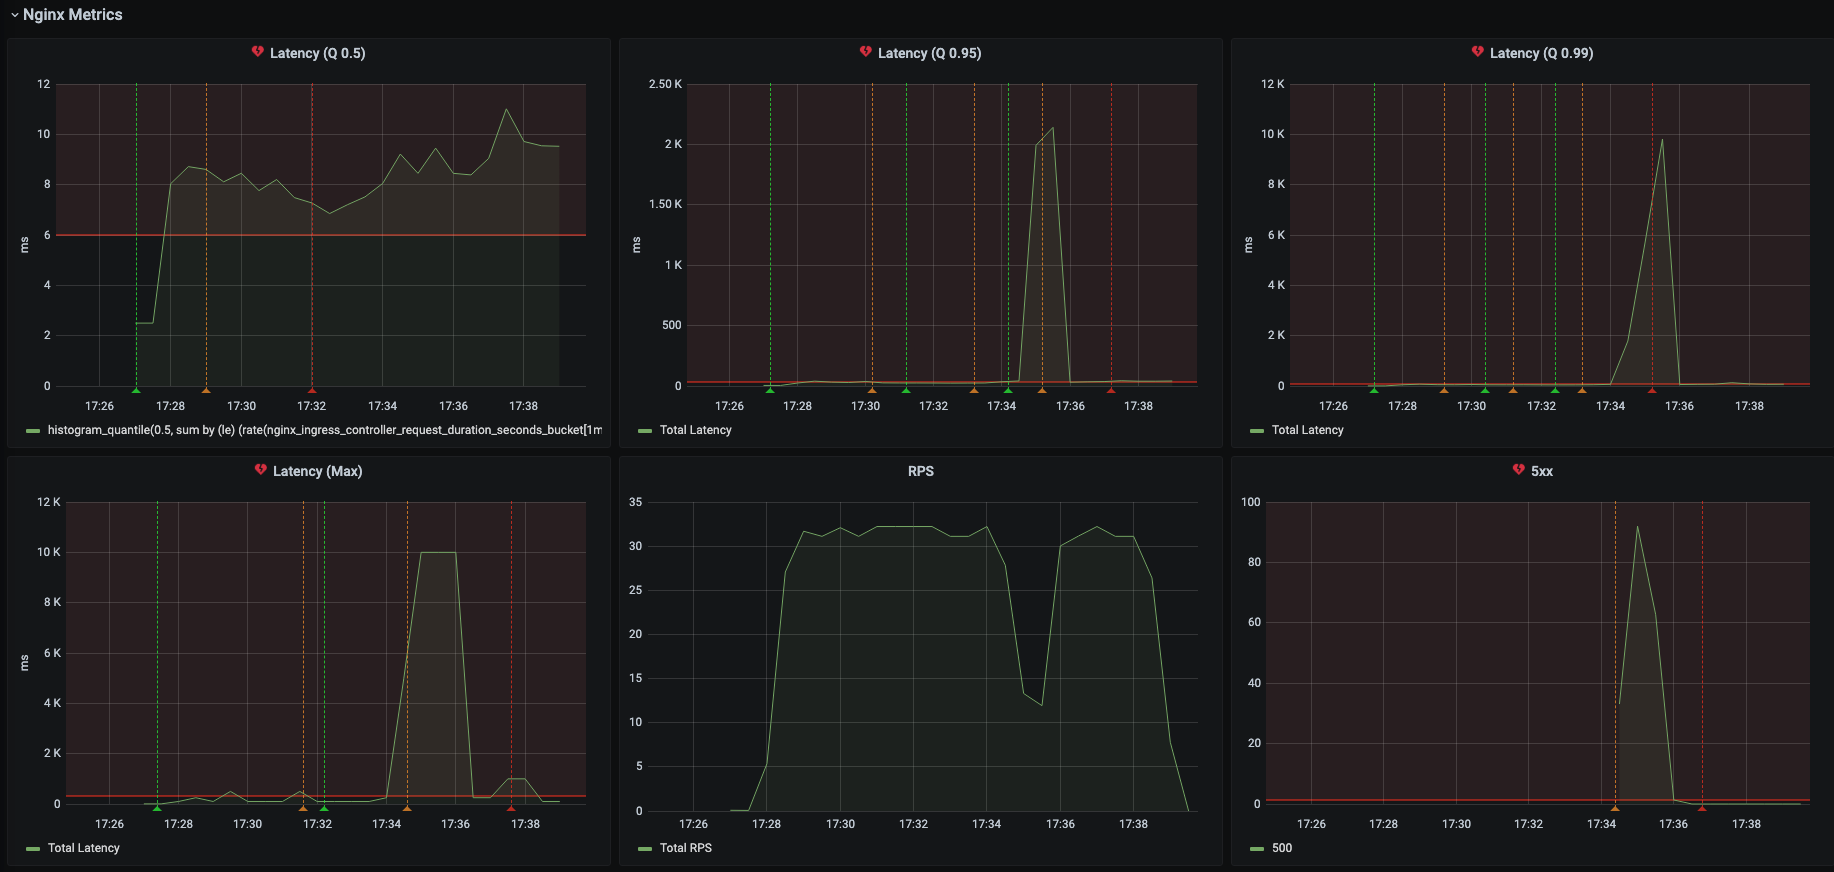 Nginx Metrics
Latency (Q 0.5)
12
10
8
6
4
2
0
ms
17:26 17:28 17:30 17:32 17:34 17:36 17:38
histogram_quantile(0.5, sum by (le) (rate(nginx_ingress_controller_request_duration_seconds_bucket[1m
Latency (Q 0.95)
2.50 K
2 K
1.50 K
1 K
500
0
ms
17:26 17:28 17:30 17:32 17:34 17:36 17:38
Total Latency
Latency (Q 0.99)
12 K
10 K
8 K
6 K
4 K
2 K
0
ms
17:26 17:28 17:30 17:32 17:34 17:36 17:38
Total Latency
Latency (Max)
12 K
10 K
8 K
6 K
4 K
2 K
0
ms
17:26 17:28 17:30 17:32 17:34 17:36 17:38
Total Latency
RPS
35
30
25
20
15
10
5
0
17:26 17:28 17:30 17:32 17:34 17:36 17:38
Total RPS
5xx
100
80
60
40
20
0
17:26 17:28 17:30 17:32 17:34 17:36 17:38
500